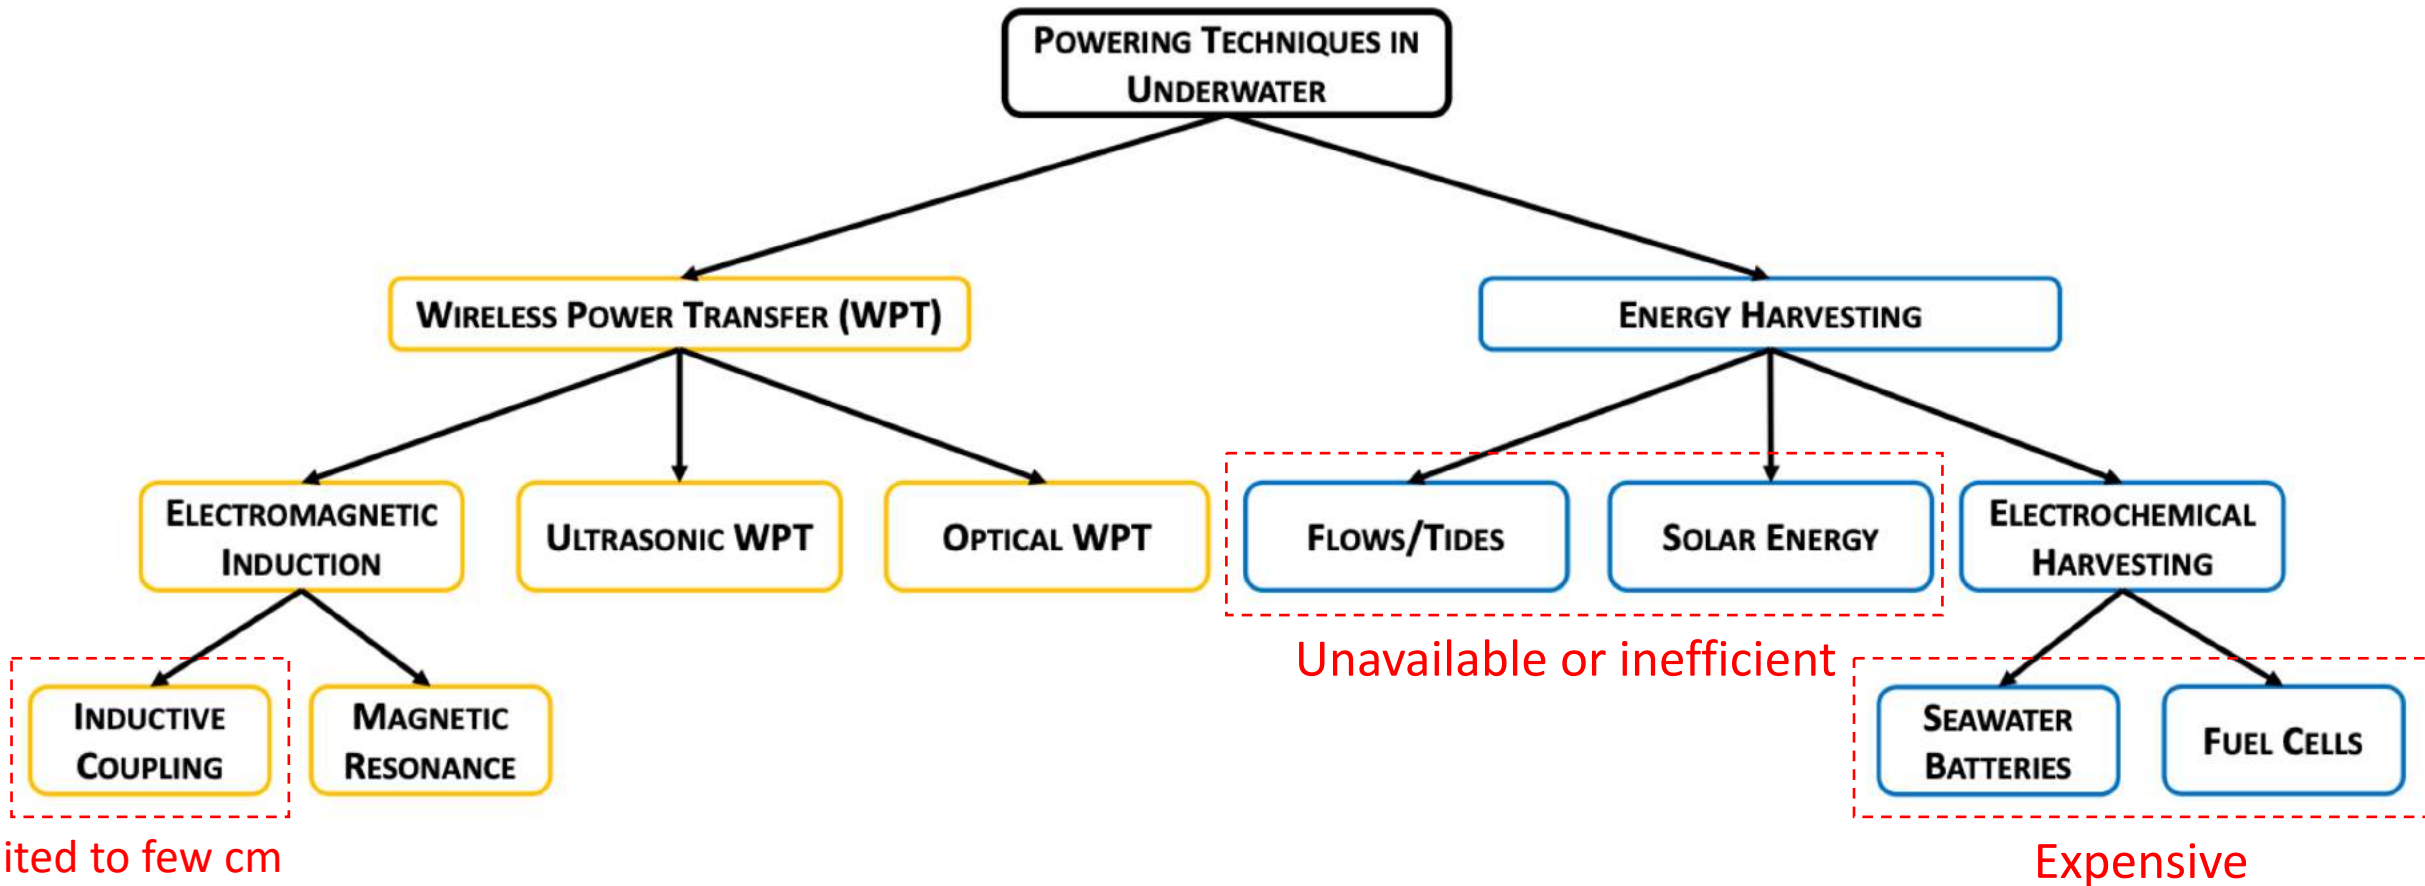 POWERING TECHNIQUES IN
UNDERWATER
WIRELESS POWER TRANSFER (WPT)
ENERGY HARVESTING
ELECTROMAGNETIC
INDUCTION
ULTRASONIC WPT
OPTICAL WPT
FLOWS/TIDES
SOLAR ENERGY
ELECTROCHEMICAL
HARVESTING
Unavailable or inefficient
INDUCTIVE
COUPLING
MAGNETIC
RESONANCE
SEAWATER
BATTERIES
FUEL CELLS
ited to few cm
Expensive